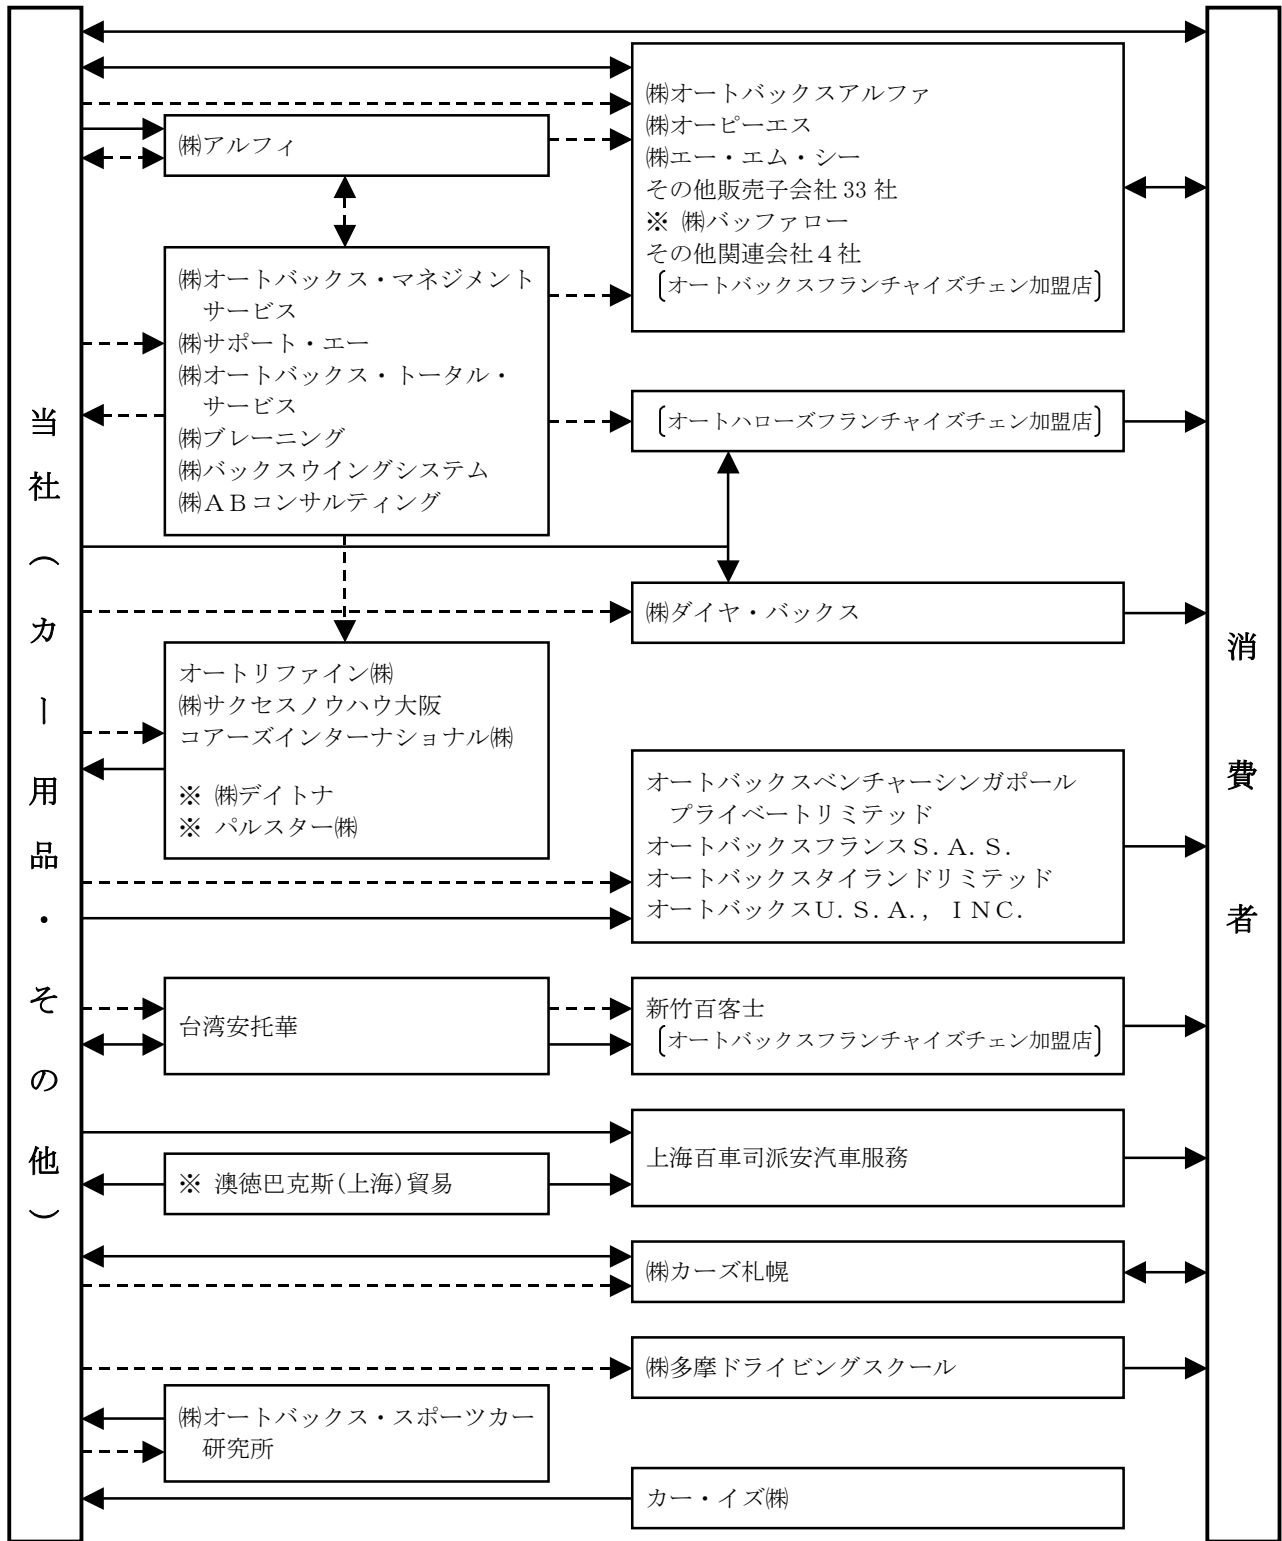 当社（カー用品・その他）
㈱アルフィ
㈱オートバックス・マネジメント
サービス
㈱サポート・エー
㈱オートバックス・トータル・
サービス
㈱ブレーニング
㈱バックスウイングシステム
㈱ＡＢコンサルティング
オートリファイン㈱
㈱サクセスノウハウ大阪
コアーズインターナショナル㈱
※ ㈱デイトナ
※ パルスター㈱
台湾安托華
※ 澳徳巴克斯(上海)貿易
㈱オートバックス・スポーツカー
研究所
㈱オートバックスアルファ
㈱オーピーエス
㈱エー・エム・シー
その他販売子会社 33 社
※ ㈱バッファロー
その他関連会社４社
〔オートバックスフランチャイズチェン加盟店〕
〔オートハローズフランチャイズチェン加盟店〕
㈱ダイヤ・バックス
オートバックスベンチャーシンガポール
プライベートリミテッド
オートバックスフランスＳ.Ａ.Ｓ.
オートバックスタイランドリミテッド
オートバックスＵ.Ｓ.Ａ., ＩＮＣ.
新竹百客士
〔オートバックスフランチャイズチェン加盟店〕
上海百車司派安汽車服務
㈱カーズ札幌
㈱多摩ドライビングスクール
カー・イズ㈱
消費者